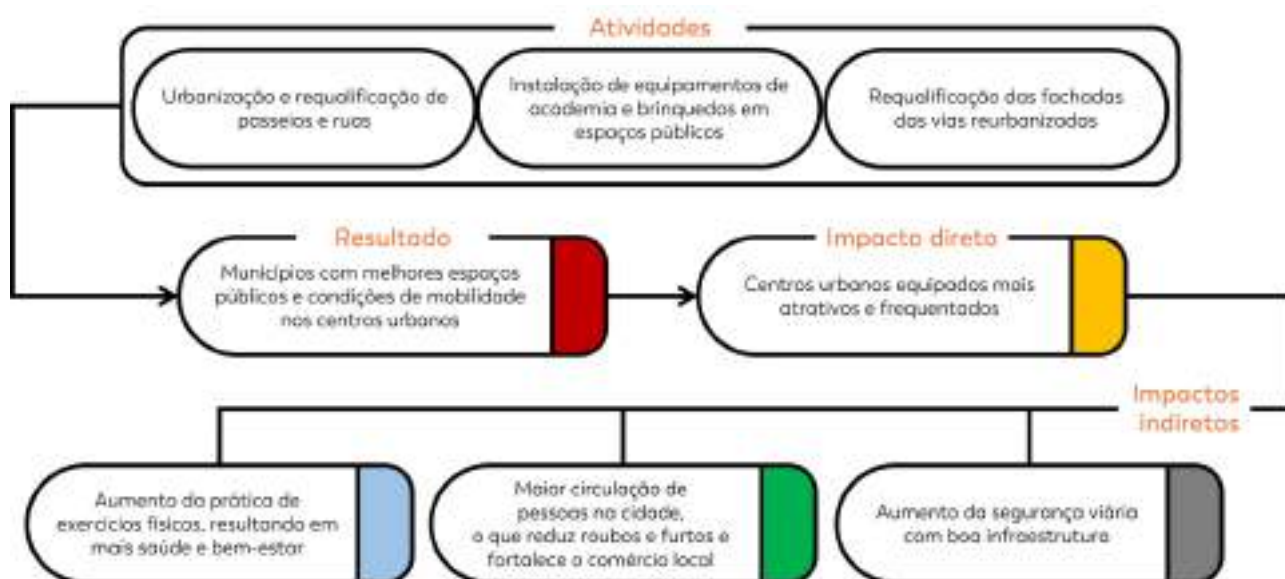 Atividades
Urbanização e requalificação de
passeios e ruas
Instalação de equipamentos de
academia e brinquedos em
espaços públicos
Requalificação das fachadas
das vias reurbanizadas
Resultado
Municípios com melhores espaços
públicos e condições de mobilidade
nos centros urbanos
Impacto direto
Centros urbanos equipados mais
atrativos e frequentados
Impactos
indiretos
Aumento da prática de
exercícios físicos, resultando em
mais saúde e bem-estar
Maior circulação de
pessoas na cidade,
o que reduz roubos e furtos e
fortalece o comércio local
Aumento da segurança viária
com boa infraestrutura